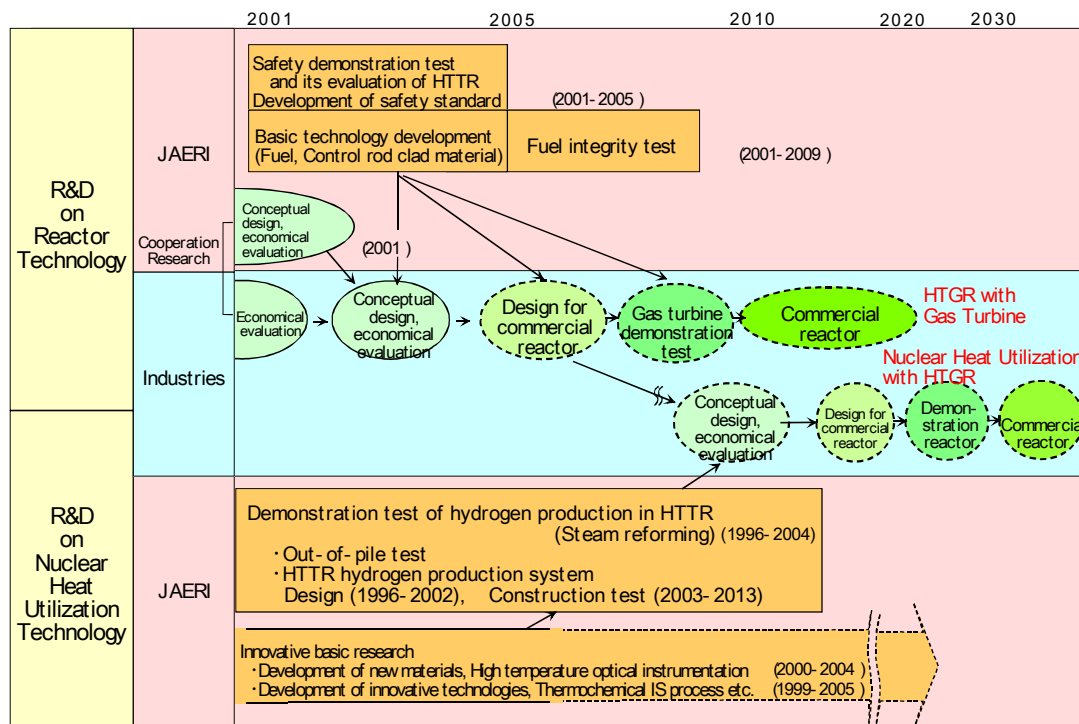 2001 2005 2010 2020 2030
R&D
on
Reactor
Technology
JAERI
Safety demonstration test
and its evaluation of HTTR
Development of safety standard
(2001-2005)
Basic technology development
(Fuel, Control rod clad material)
Fuel integrity test
(2001-2009)
Cooperation
Research
Conceptual
design,
economical
evaluation
(2001)
Industries
Economical
evaluation
Conceptual
design,
economical
evaluation
Design for
commercial
reactor
Gas turbine
demonstration
test
Commercial
reactor
HTGR with
Gas Turbine
Nuclear Heat Utilization
with HTGR
Conceptual
design,
economical
evaluation
Design for
commercial
reactor
Demon-
stration
reactor
Commercial
reactor
R&D
on
Nuclear
Heat
Utilization
Technology
JAERI
Demonstration test of hydrogen production in HTTR
(Steam reforming) (1996-2004)
・Out-of-pile test
・HTTR hydrogen production system
Design (1996-2002), Construction test (2003-2013)
Innovative basic research
・Development of new materials, High temperature optical instrumentation (2000-2004)
・Development of innovative technologies, Thermochemical IS process etc. (1999-2005)